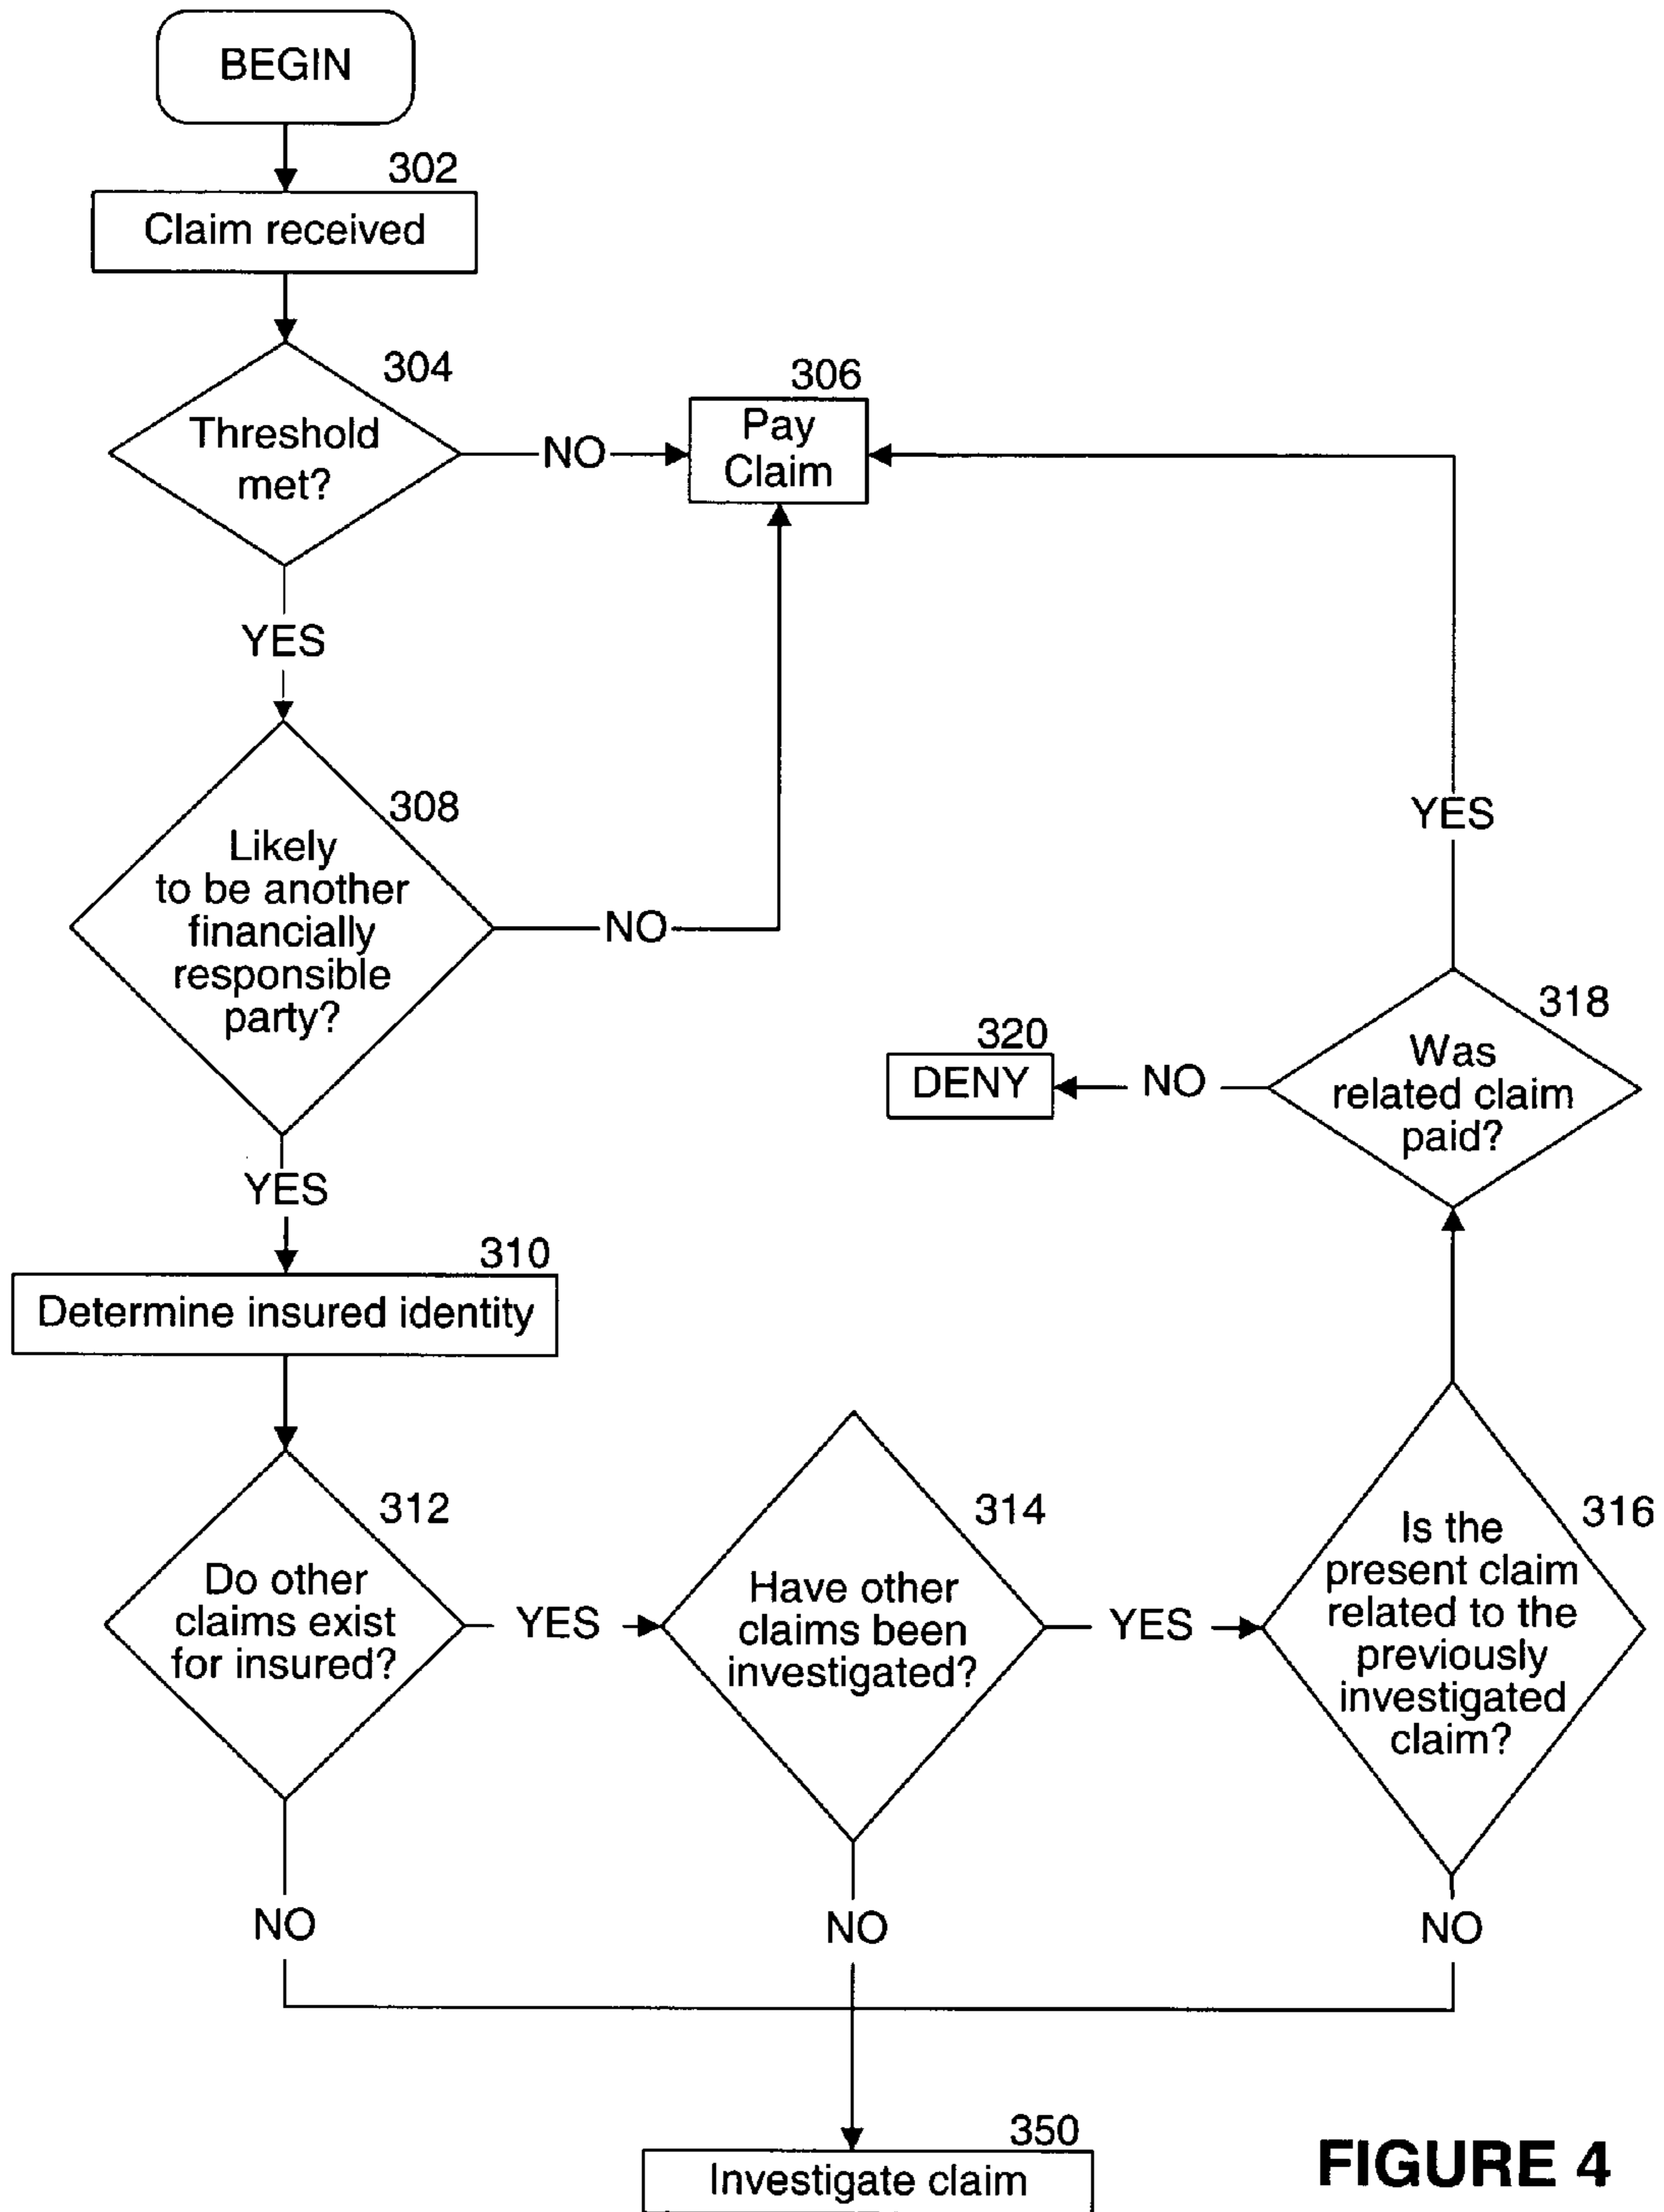 BEGIN
302
Claim received
304
Threshold
met?
NO
306
Pay
Claim
YES
308
Likely
to be another
financially
responsible
party?
NO
YES
318
Was
related claim
paid?
NO
320
DENY
YES
310
Determine insured identity
312
Do other
claims exist
for insured?
YES
314
Have other
claims been
investigated?
YES
316
Is the
present claim
related to the
previously
investigated
claim?
NO
NO
NO
350
Investigate claim
FIGURE 4